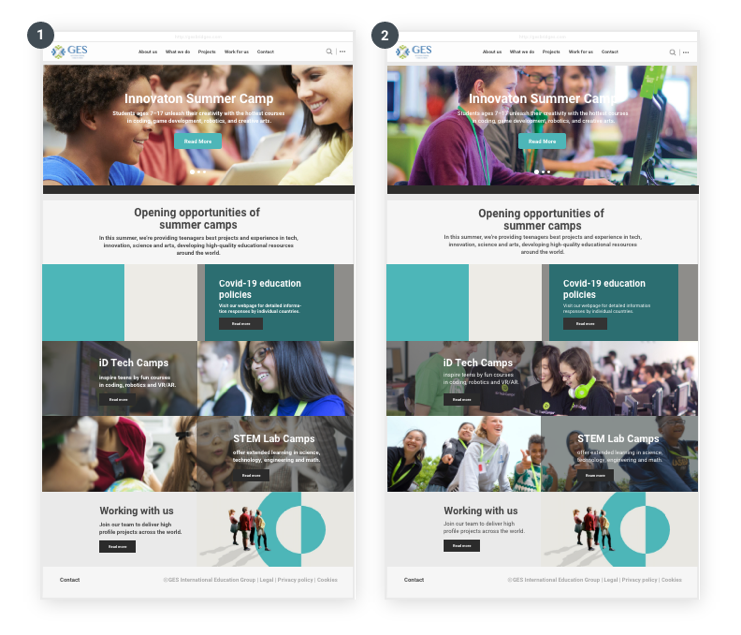 1
GES
About us What we do Projects Work for us Contact
Innovaton Summer Camp
Students ages 7–17 unleash their creativity with the hottest courses
in coding, game development, robotics, and creative arts.
Read More
Opening opportunities of
summer camps
In this summer, we're providing teenagers best projects and experience in tech,
innovation, science and arts, developing high-quality educational resources
around the world.
Covid-19 education
policies
Visit our webpage for detailed informa-
tion responses by individual countries.
Read more
iD Tech Camps
inspire teens by fun courses
in coding, robotics and VR/AR.
Read more
STEM Lab Camps
offer extended learning in science,
technology, engineering and math.
Read more
Working with us
Join our team to deliver high
profile projects across the world.
Read more
Contact ©GES International Education Group | Legal | Privacy policy | Cookies
2
GES
About us What we do Projects Work for us Contact
Innovaton Summer Camp
Students ages 7–17 unleash their creativity with the hottest courses
in coding, game development, robotics, and creative arts.
Read More
Opening opportunities of
summer camps
In this summer, we're providing teenagers best projects and experience in tech,
innovation, science and arts, developing high-quality educational resources
around the world.
Covid-19 education
policies
Visit our webpage for detailed information
responses by individual countries.
Read more
iD Tech Camps
inspire teens by fun courses
in coding, robotics and VR/AR.
Read more
STEM Lab Camps
offer extended learning in science,
technology, engineering and math.
Read more
Working with us
Join our team to deliver high
profile projects across the world.
Read more
Contact ©GES International Education Group | Legal | Privacy policy | Cookies